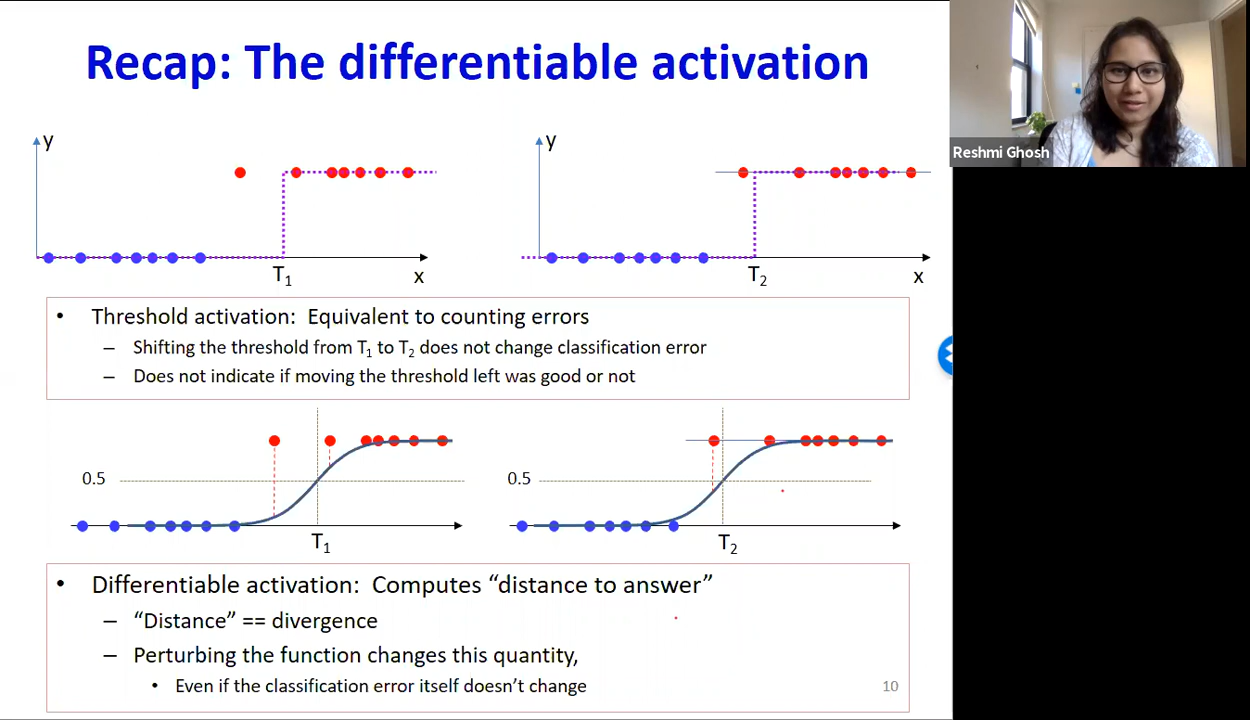 Recap: The differentiable activation
Reshmi Ghosh
y
y
T1
x
T2
x
• Threshold activation: Equivalent to counting errors
– Shifting the threshold from T1 to T2 does not change classification error
– Does not indicate if moving the threshold left was good or not
0.5
0.5
T1
T2
• Differentiable activation: Computes “distance to answer”
– “Distance” == divergence
– Perturbing the function changes this quantity,
• Even if the classification error itself doesn’t change
10